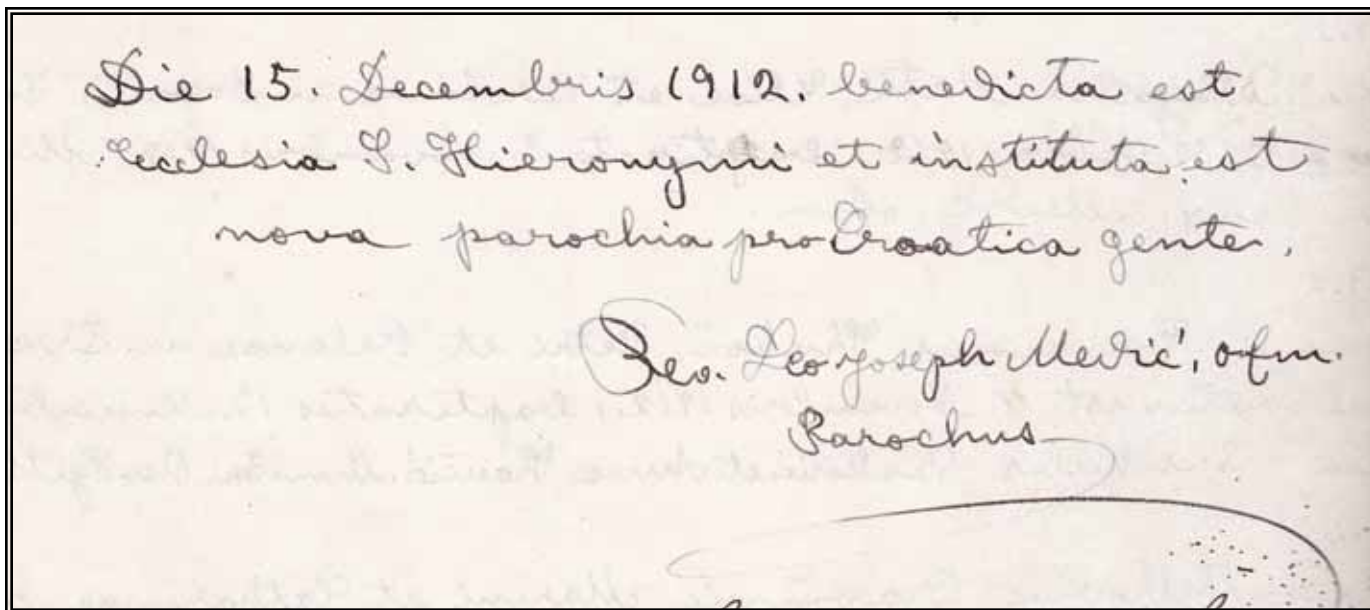 Die 15. Decembris 1912. benedicta est
Ecclesia S. Hieronymi et instituta est
nova parochia pro Croatica gente.
Rev. Leo Joseph Medić, ofm.
Parochus